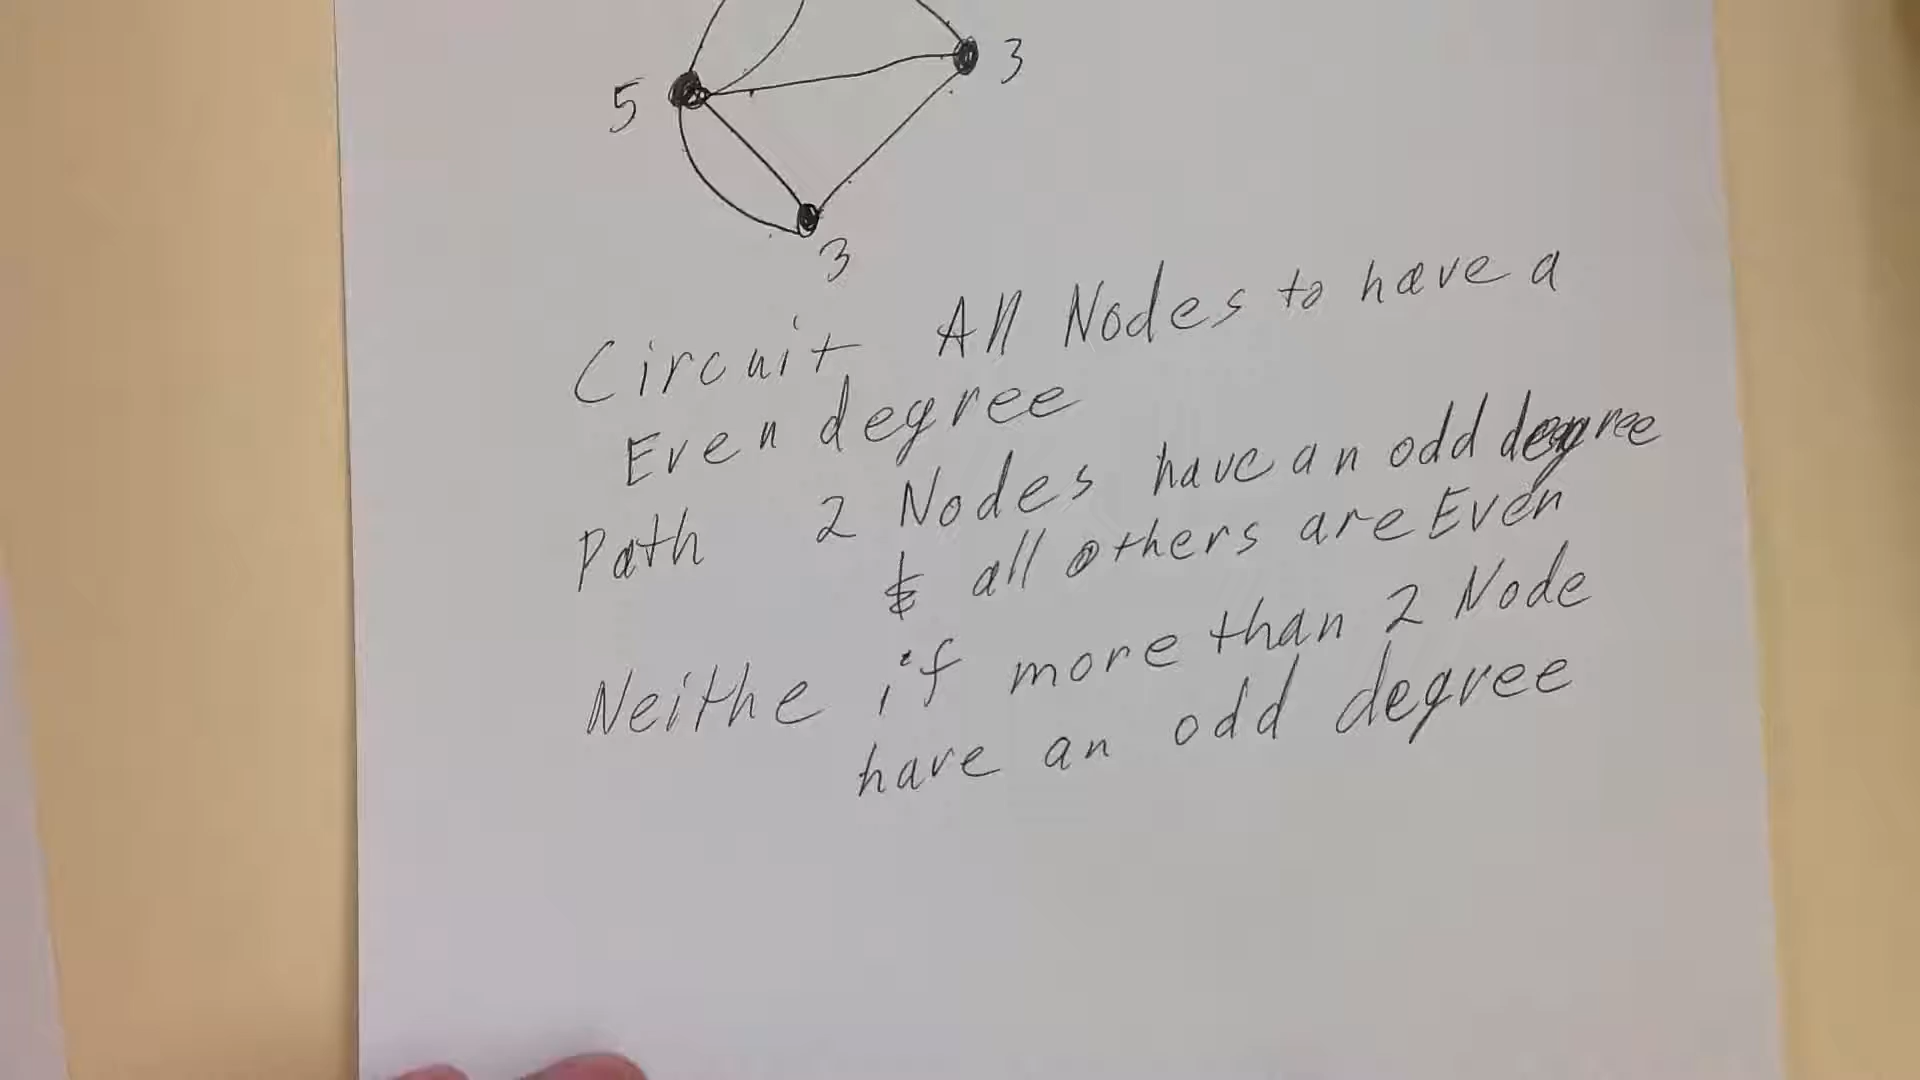 3
5
3
Circuit All Nodes to have a
Even degree
Path 2 Nodes have an odd degree
& all others are Even
Neithe if more than 2 Node
have an odd degree